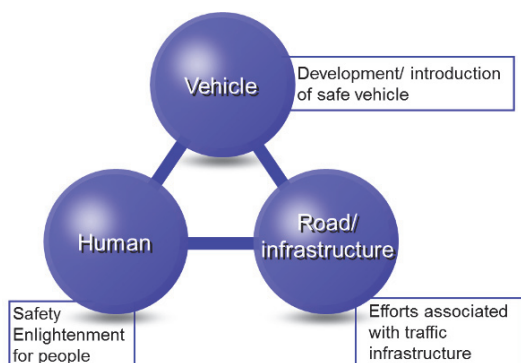 Vehicle
Development/ introduction
of safe vehicle
Human
Road/
infrastructure
Safety
Enlightenment
for people
Efforts associated
with traffic
infrastructure